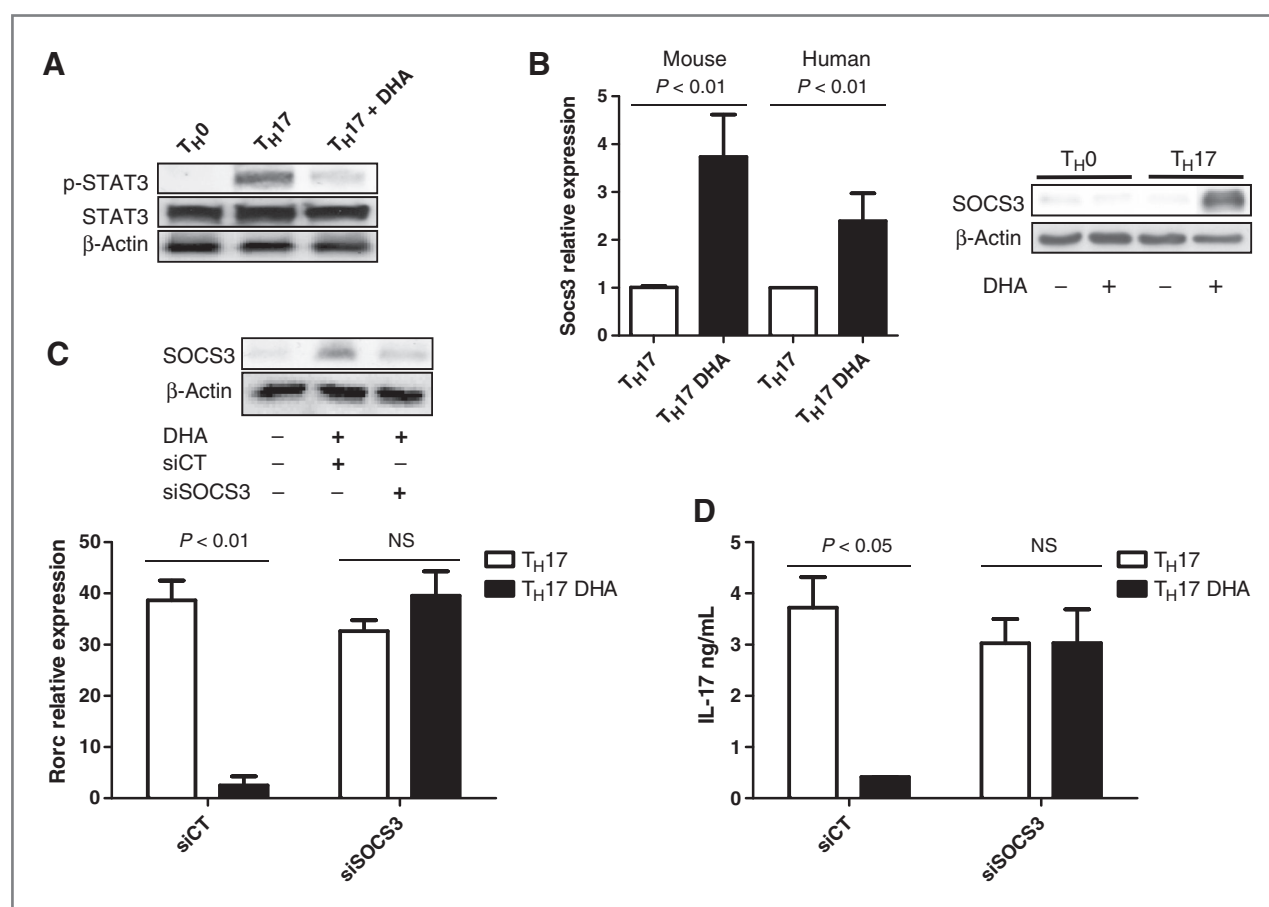 A
TH0
TH17
TH17 + DHA
p-STAT3
STAT3
β-Actin
B
Mouse
Human
P < 0.01
P < 0.01
Socs3 relative expression
5
4
3
2
1
0
TH17
TH17 DHA
TH17
TH17 DHA
TH0
TH17
SOCS3
β-Actin
DHA – + – +
C
SOCS3
β-Actin
DHA – + +
siCT – + –
siSOCS3 – – +
Rorc relative expression
50
40
30
20
10
0
P < 0.01
NS
TH17
TH17 DHA
siCT
siSOCS3
D
IL-17 ng/mL
5
4
3
2
1
0
P < 0.05
NS
TH17
TH17 DHA
siCT
siSOCS3